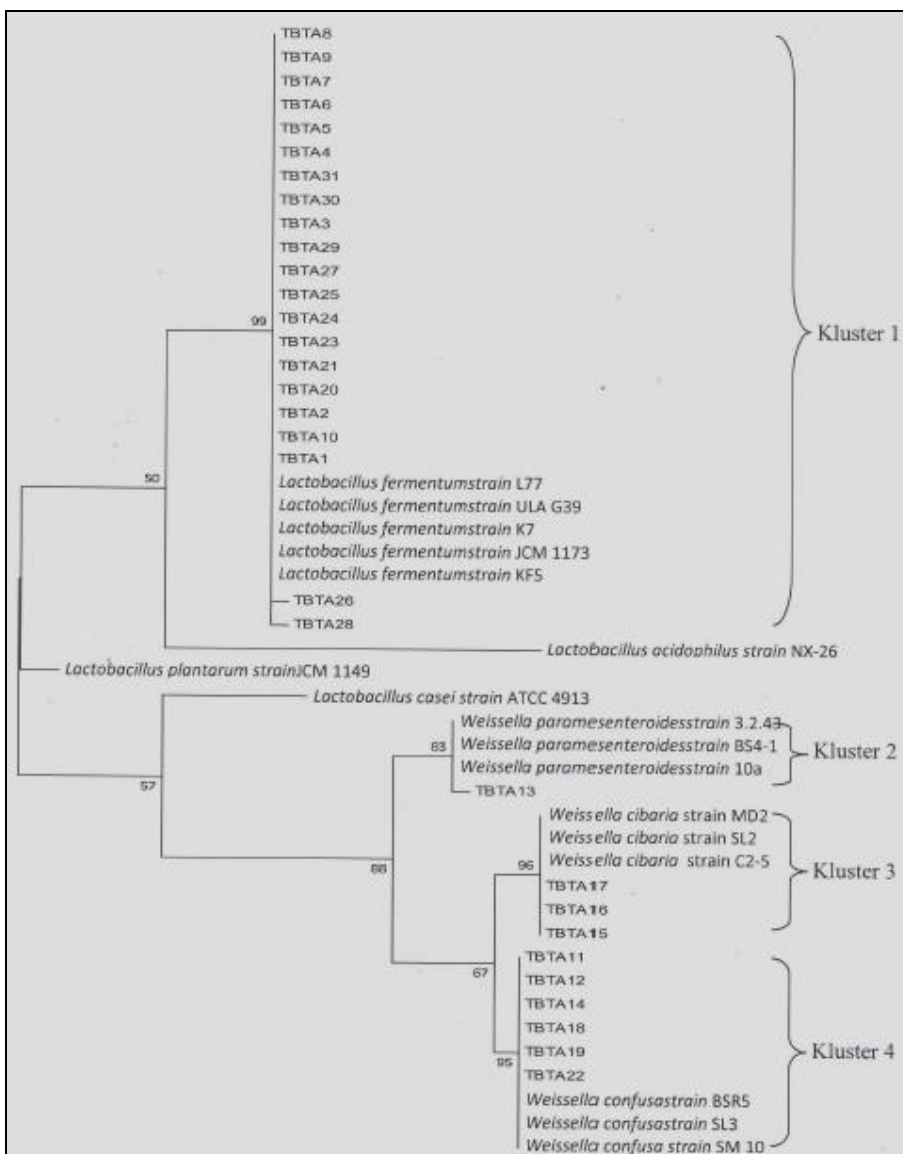 TBTA8
TBTA9
TBTA7
TBTA6
TBTA5
TBTA4
TBTA31
TBTA30
TBTA3
TBTA29
TBTA27
TBTA25
TBTA24
99
TBTA23
Kluster 1
TBTA21
TBTA20
TBTA2
TBTA10
TBTA1
50
Lactobacillus fermentumstrain L77
Lactobacillus fermentumstrain ULA G39
Lactobacillus fermentumstrain K7
Lactobacillus fermentumstrain JCM 1173
Lactobacillus fermentumstrain KF5
TBTA26
TBTA28
Lactobacillus acidophilus strain NX-26
Lactobacillus plantarum strainJCM 1149
Lactobacillus casei strain ATCC 4913
Weissella paramesenteroidesstrain 3.2.43
83
Weissella paramesenteroidesstrain BS4-1
Kluster 2
Weissella paramesenteroidesstrain 10a
57
TBTA13
Weissella cibaria strain MD2
Weissella cibaria strain SL2
96
Weissella cibaria strain C2-5
Kluster 3
88
TBTA17
TBTA16
TBTA15
TBTA11
67
TBTA12
TBTA14
TBTA18
TBTA19
Kluster 4
95
TBTA22
Weissella confusastrain BSR5
Weissella confusastrain SL3
Weissella confusa strain SM 10